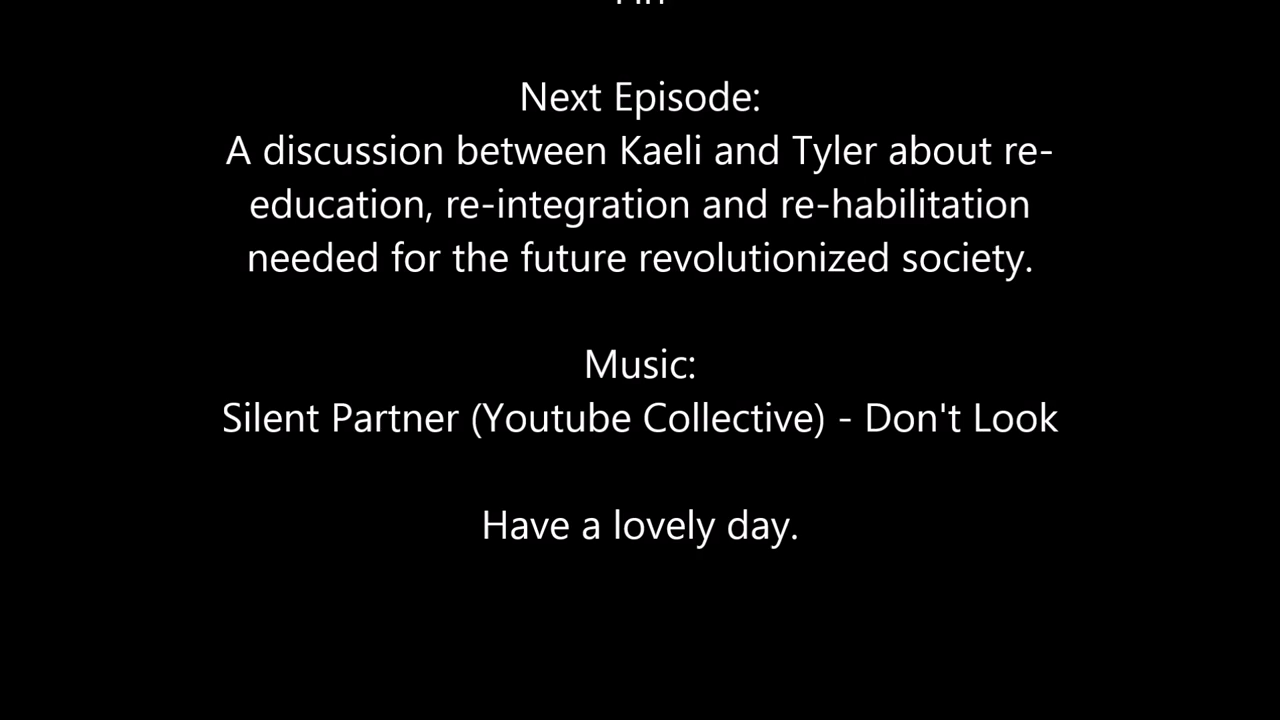 Next Episode:
A discussion between Kaeli and Tyler about re-
education, re-integration and re-habilitation
needed for the future revolutionized society.
Music:
Silent Partner (Youtube Collective) - Don't Look
Have a lovely day.